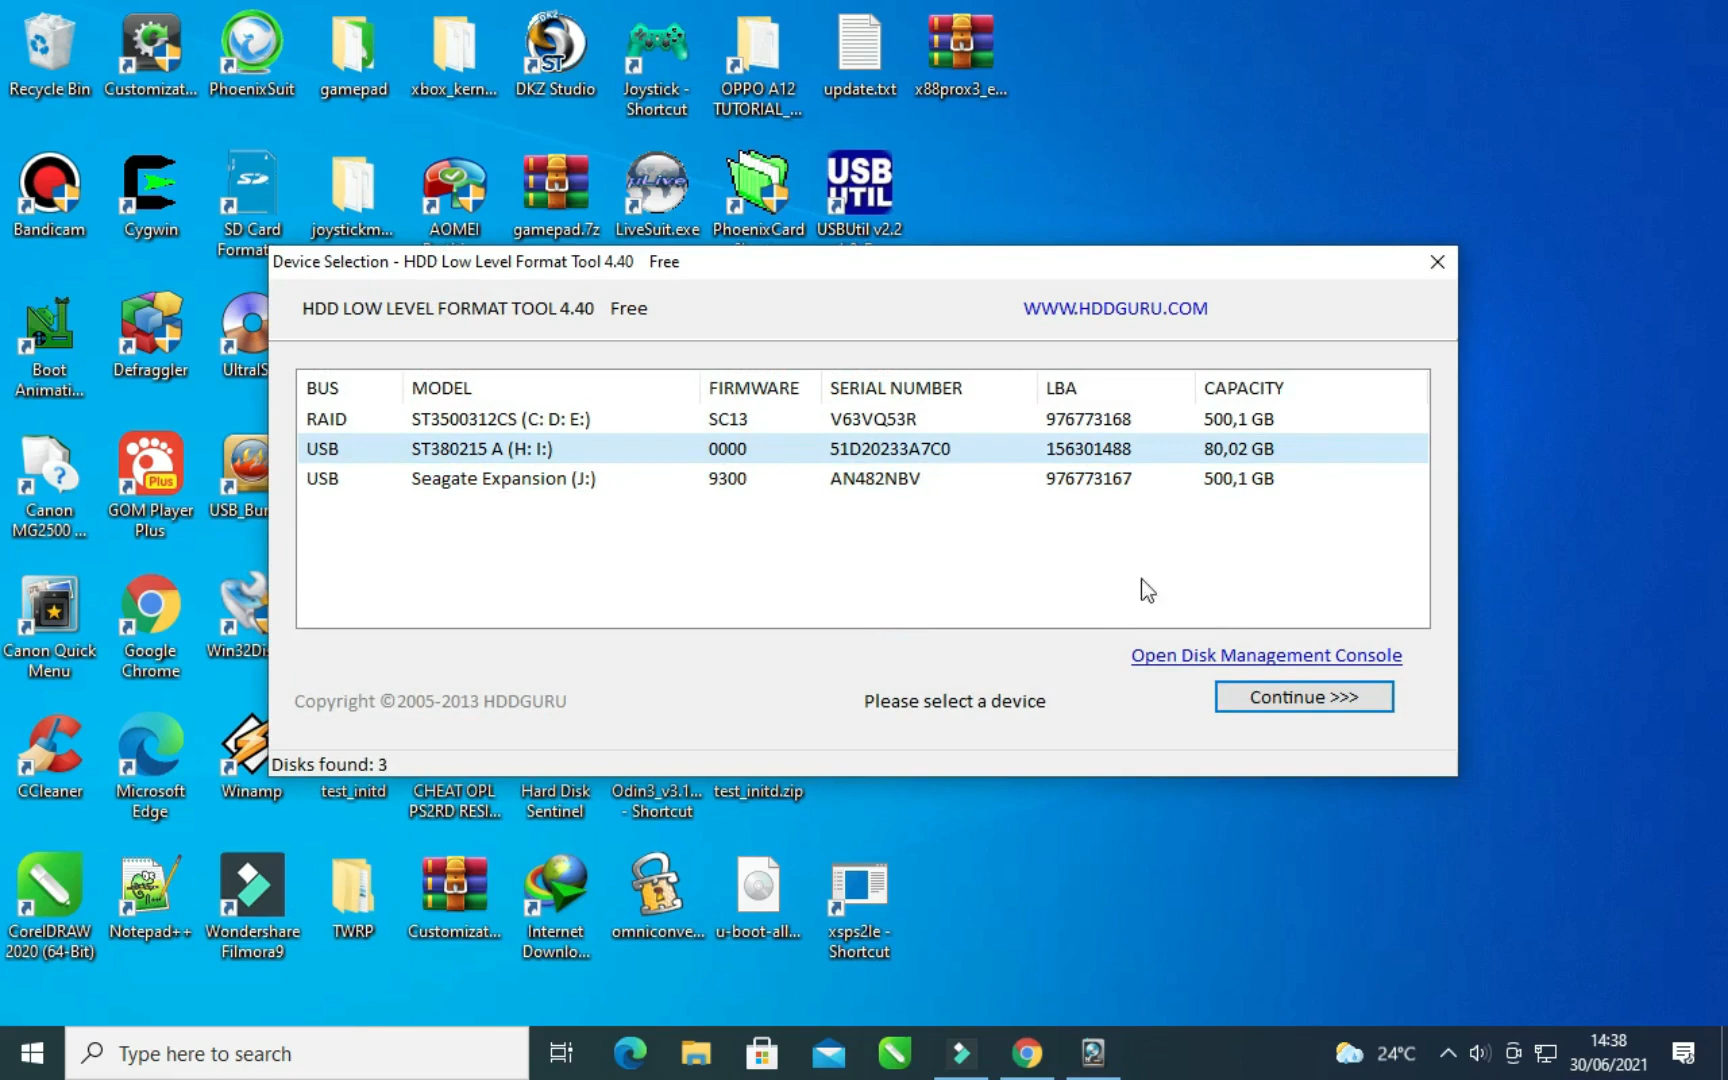 Recycle Bin
Customizat...
PhoenixSuit
gamepad
xbox_kern...
DKZ Studio
Joystick -
Shortcut
OPPO A12
TUTORIAL_...
update.txt
x88prox3_e...
Bandicam
Cygwin
SD Card
Format
joystickm...
AOMEI
gamepad.7z
LiveSuit.exe
PhoenixCard
USBUtil v2.2
Device Selection - HDD Low Level Format Tool 4.40 Free
HDD LOW LEVEL FORMAT TOOL 4.40 Free
WWW.HDDGURU.COM
BUS MODEL FIRMWARE SERIAL NUMBER LBA CAPACITY
RAID ST3500312CS (C: D: E:) SC13 V63VQ53R 976773168 500,1 GB
USB ST380215 A (H: I:) 0000 51D20233A7C0 156301488 80,02 GB
USB Seagate Expansion (J:) 9300 AN482NBV 976773167 500,1 GB
Open Disk Management Console
Copyright ©2005-2013 HDDGURU
Please select a device
Continue >>>
Disks found: 3
Boot
Animati...
Defraggler
UltraIS
Canon
MG2500 ...
GOM Player
Plus
USB_Bur
Canon Quick
Menu
Google
Chrome
Win32Dis
CCleaner
Microsoft
Edge
Winamp
test_initd
CHEAT OPL
PS2RD RESI...
Hard Disk
Sentinel
Odin3_v3.1...
- Shortcut
test_initd.zip
CorelDRAW
2020 (64-Bit)
Notepad++
Wondershare
Filmora9
TWRP
Customizat...
Internet
Downlo...
omniconve...
u-boot-all...
xsps2le -
Shortcut
Type here to search
24°C
14:38
30/06/2021